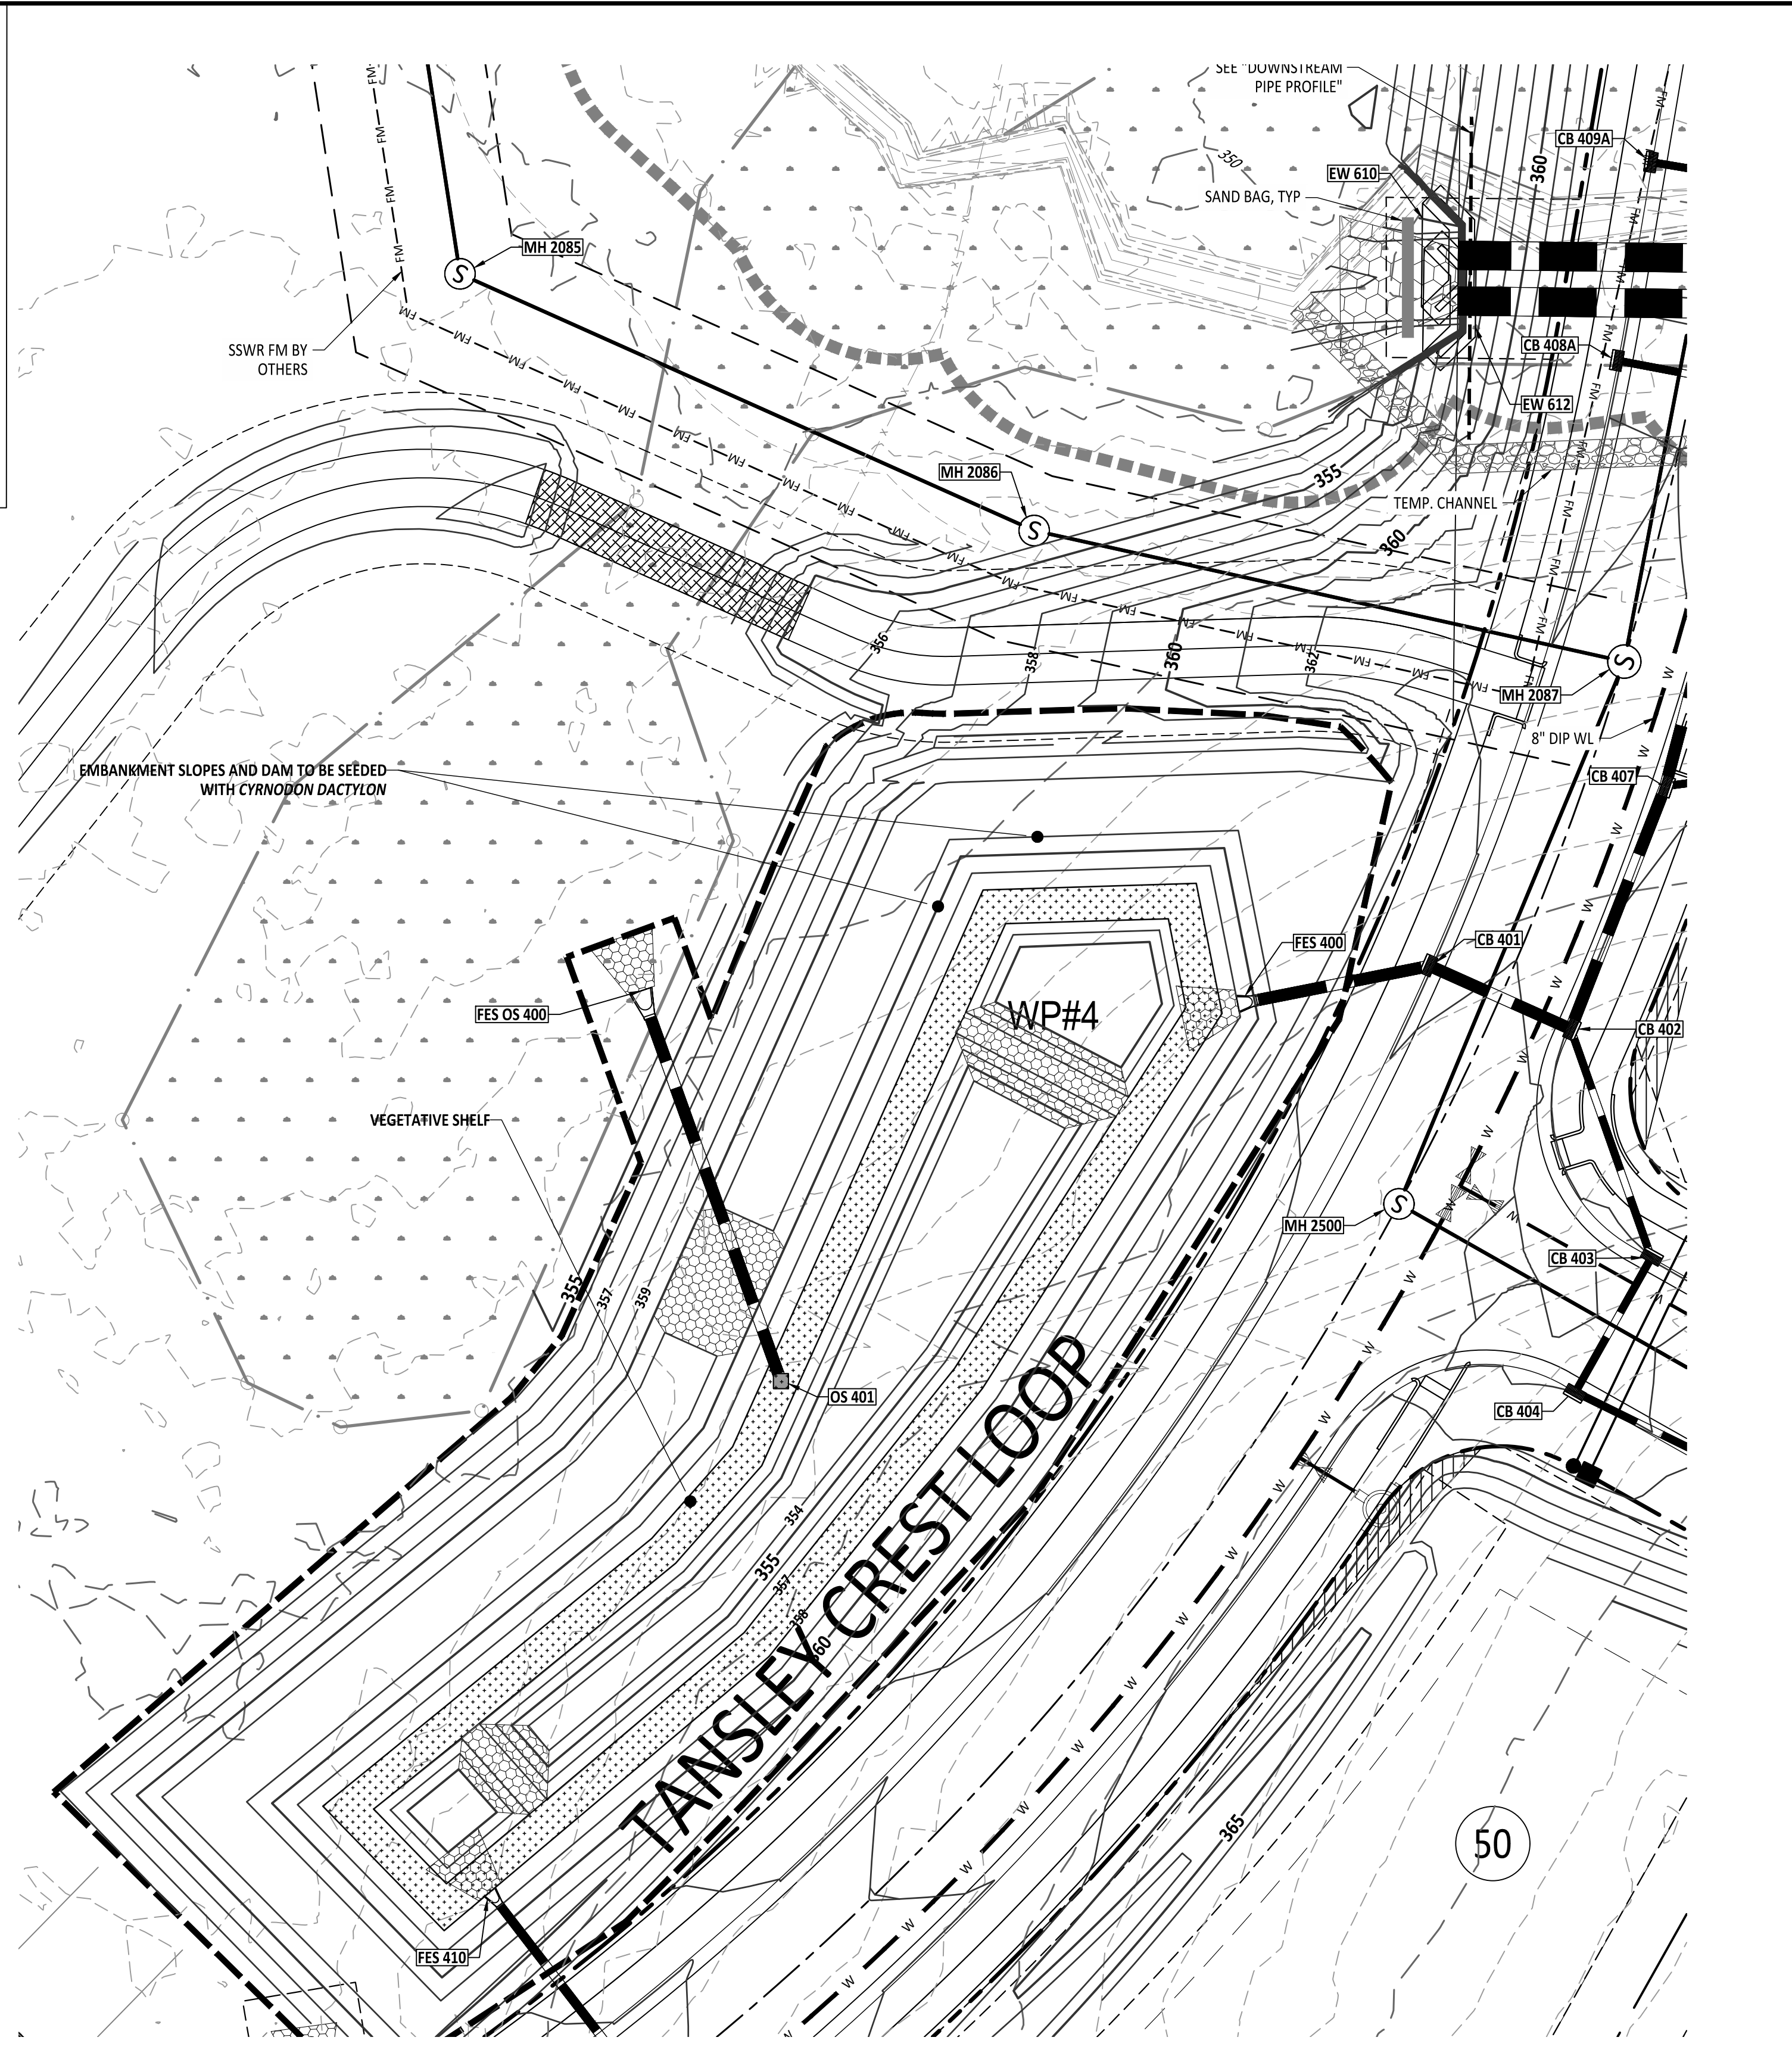 SEE "DOWNSTREAM
PIPE PROFILE"
CB 409A
350
360
EW 610
SAND BAG, TYP
FM
MH 2085
S
SSWR FM BY
OTHERS
CB 408A
EW 612
MH 2086
S
355
TEMP. CHANNEL
360
356
358
360
362
S
MH 2087
8" DIP WL
W
CB 407
EMBANKMENT SLOPES AND DAM TO BE SEEDED
WITH CYRNODON DACTYLON
FES 400
CB 401
FES OS 400
WP#4
CB 402
VEGETATIVE SHELF
S
MH 2500
CB 403
355
357
359
OS 401
CB 404
354
355
357
358
360
TANSLEY CREST LOOP
365
50
FES 410